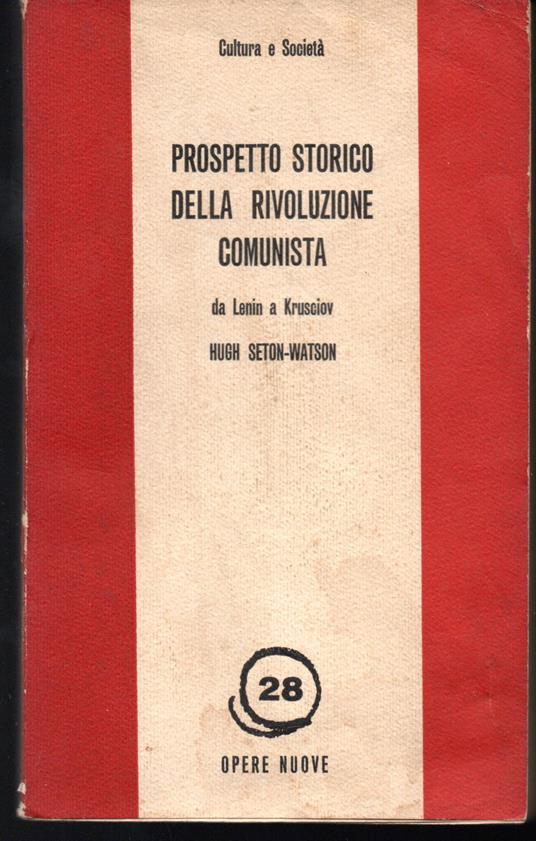 Cultura e Società
PROSPETTO STORICO
DELLA RIVOLUZIONE
COMUNISTA
da Lenin a Krusciov
HUGH SETON-WATSON
28
OPERE NUOVE